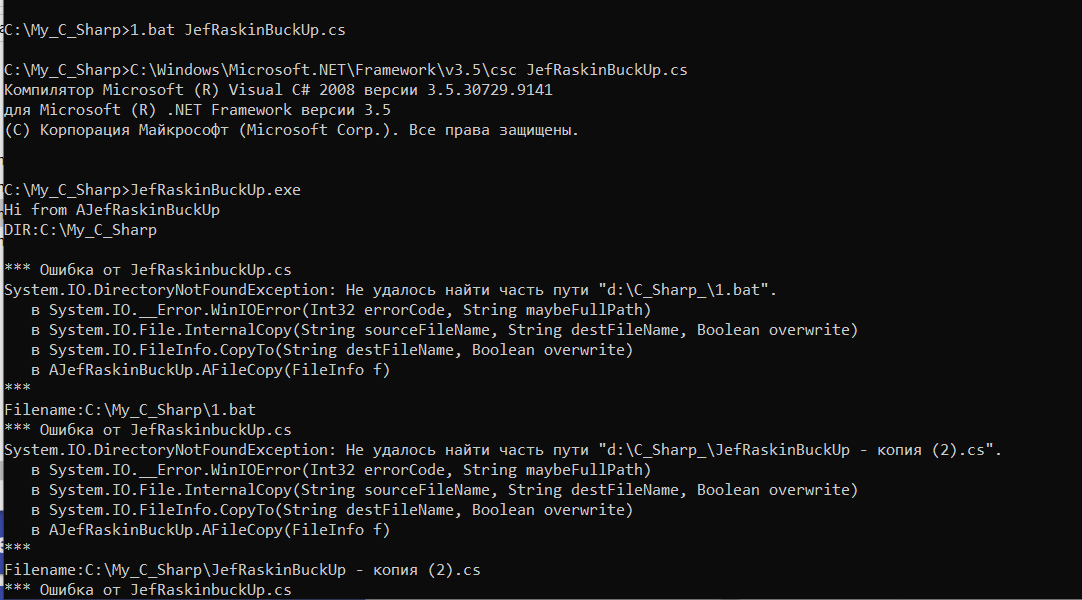 C:\My_C_Sharp>1.bat JefRaskinBuckUp.cs
C:\My_C_Sharp>C:\Windows\Microsoft.NET\Framework\v3.5\csc JefRaskinBuckUp.cs
Компилятор Microsoft (R) Visual C# 2008 версии 3.5.30729.9141
для Microsoft (R) .NET Framework версии 3.5
(C) Корпорация Майкрософт (Microsoft Corp.). Все права защищены.
C:\My_C_Sharp>JefRaskinBuckUp.exe
Hi from AJefRaskinBuckUp
DIR:C:\My_C_Sharp
*** Ошибка от JefRaskinbuckUp.cs
System.IO.DirectoryNotFoundException: Не удалось найти часть пути "d:\C_Sharp_\1.bat".
в System.IO.__Error.WinIOError(Int32 errorCode, String maybeFullPath)
в System.IO.File.InternalCopy(String sourceFileName, String destFileName, Boolean overwrite)
в System.IO.FileInfo.CopyTo(String destFileName, Boolean overwrite)
в AJefRaskinBuckUp.AFileCopy(FileInfo f)
***
Filename:C:\My_C_Sharp\1.bat
*** Ошибка от JefRaskinbuckUp.cs
System.IO.DirectoryNotFoundException: Не удалось найти часть пути "d:\C_Sharp_\JefRaskinBuckUp - копия (2).cs".
в System.IO.__Error.WinIOError(Int32 errorCode, String maybeFullPath)
в System.IO.File.InternalCopy(String sourceFileName, String destFileName, Boolean overwrite)
в System.IO.FileInfo.CopyTo(String destFileName, Boolean overwrite)
в AJefRaskinBuckUp.AFileCopy(FileInfo f)
***
Filename:C:\My_C_Sharp\JefRaskinBuckUp - копия (2).cs
*** Ошибка от JefRaskinbuckUp.cs